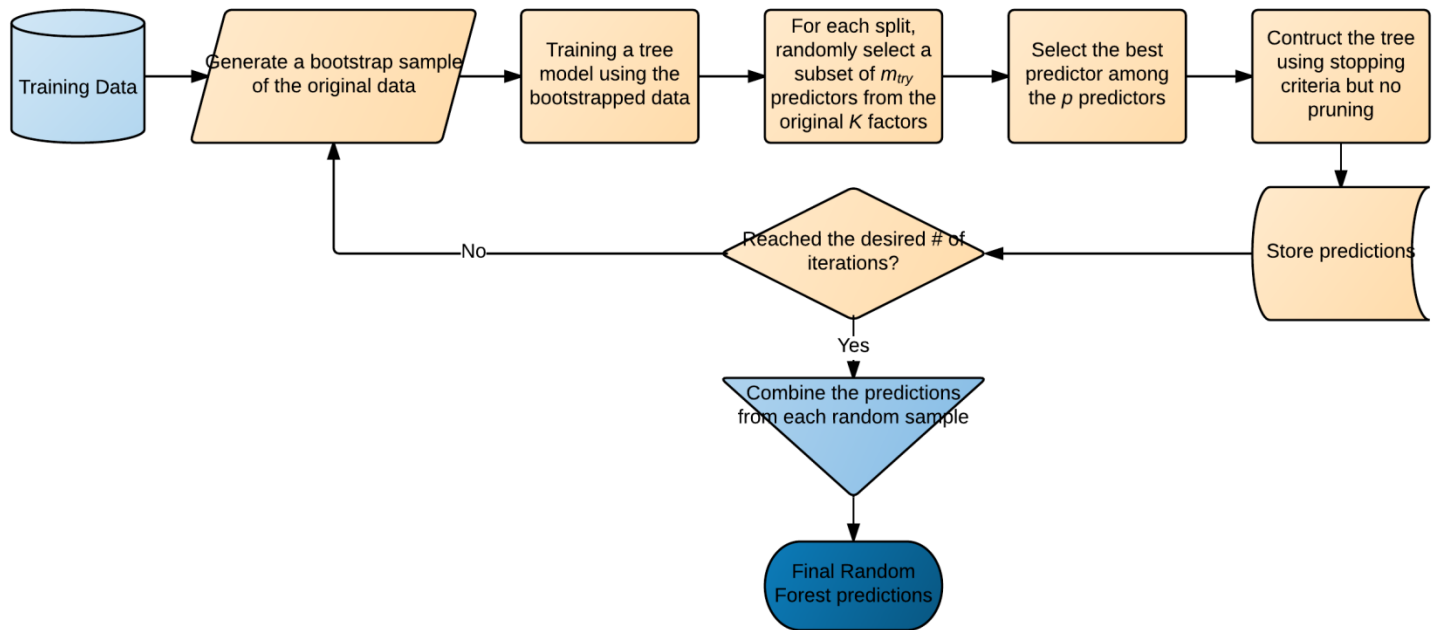 Training Data
Generate a bootstrap sample
of the original data
Training a tree
model using the
bootstrapped data
For each split,
randomly select a
subset of mtry
predictors from the
original K factors
Select the best
predictor among
the p predictors
Contruct the tree
using stopping
criteria but no
pruning
Store predictions
Reached the desired # of
iterations?
No
Yes
Combine the predictions
from each random sample
Final Random
Forest predictions